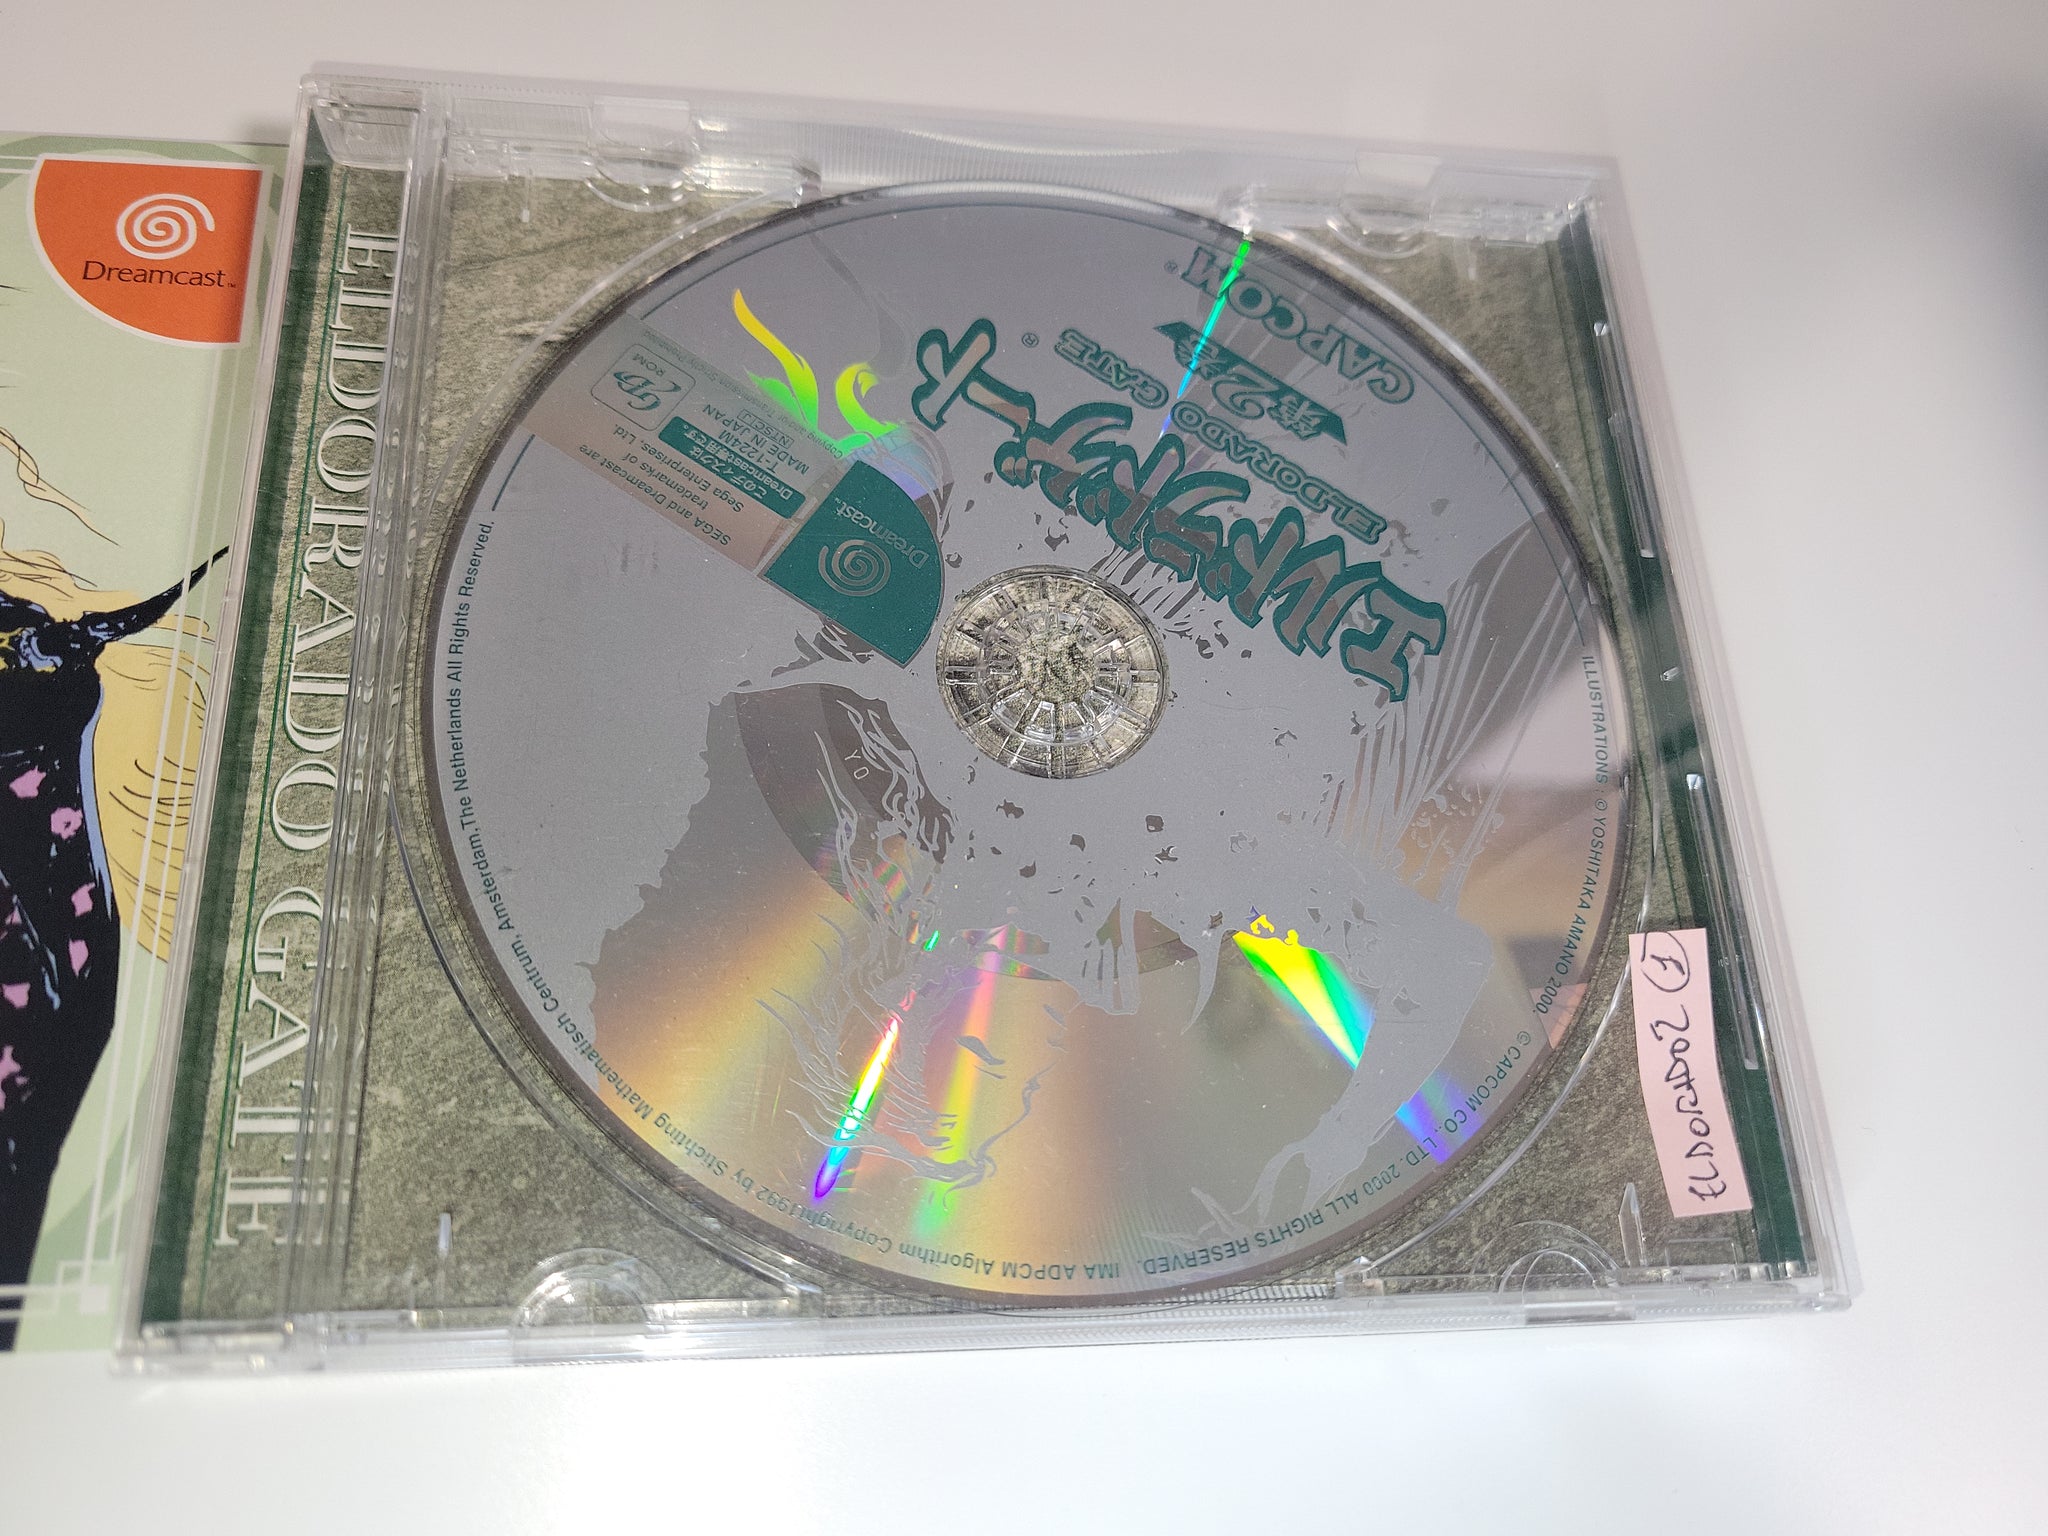 Dreamcast™
ELDORADO GATE
CAPCOM®
第2巻
ELDORADO GATE®
エルドラドゲート
Dreamcast™
このディスクは
Dreamcast専用です。
T-1224M
MADE IN JAPAN
NTSC J
GD
ROM
SEGA and Dreamcast are
trademarks of
Sega Enterprises, Ltd.
YO
ILLUSTRATIONS : © YOSHITAKA AMANO 2000.
© CAPCOM CO., LTD. 2000 ALL RIGHTS RESERVED.
IMA ADPCM Algorithm Copyright1992 by Stichting Mathematisch Centrum, Amsterdam,The Netherlands All Rights Reserved.
ELDORADO2 (1)